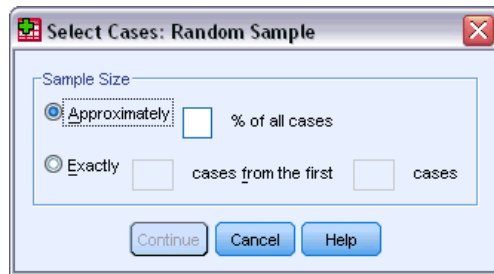 Select Cases: Random Sample
Sample Size
Approximately % of all cases
Exactly cases from the first cases
Continue Cancel Help